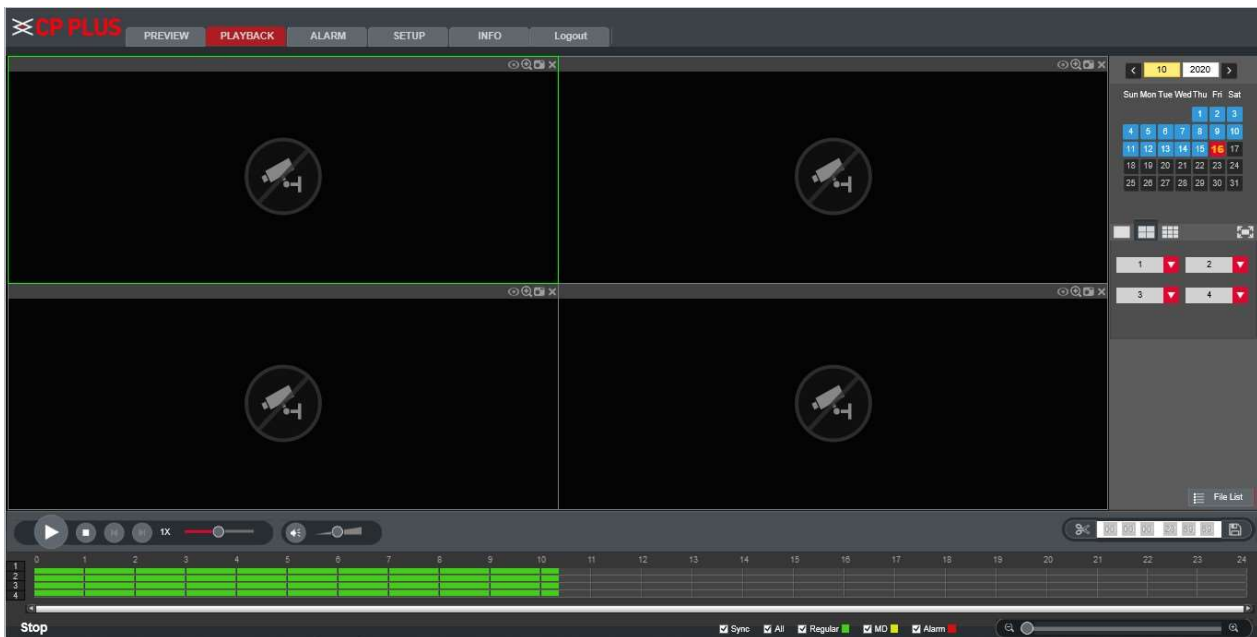 CP PLUS PREVIEW PLAYBACK ALARM SETUP INFO Logout
10 2020
Sun Mon Tue Wed Thu Fri Sat
1 2 3
4 5 6 7 8 9 10
11 12 13 14 15 16 17
18 19 20 21 22 23 24
25 26 27 28 29 30 31
1 2
3 4
File List
1X
0 1 2 3 4 5 6 7 8 9 10 11 12 13 14 15 16 17 18 19 20 21 22 23 24
1
2
3
4
Stop Sync All Regular MD Alarm